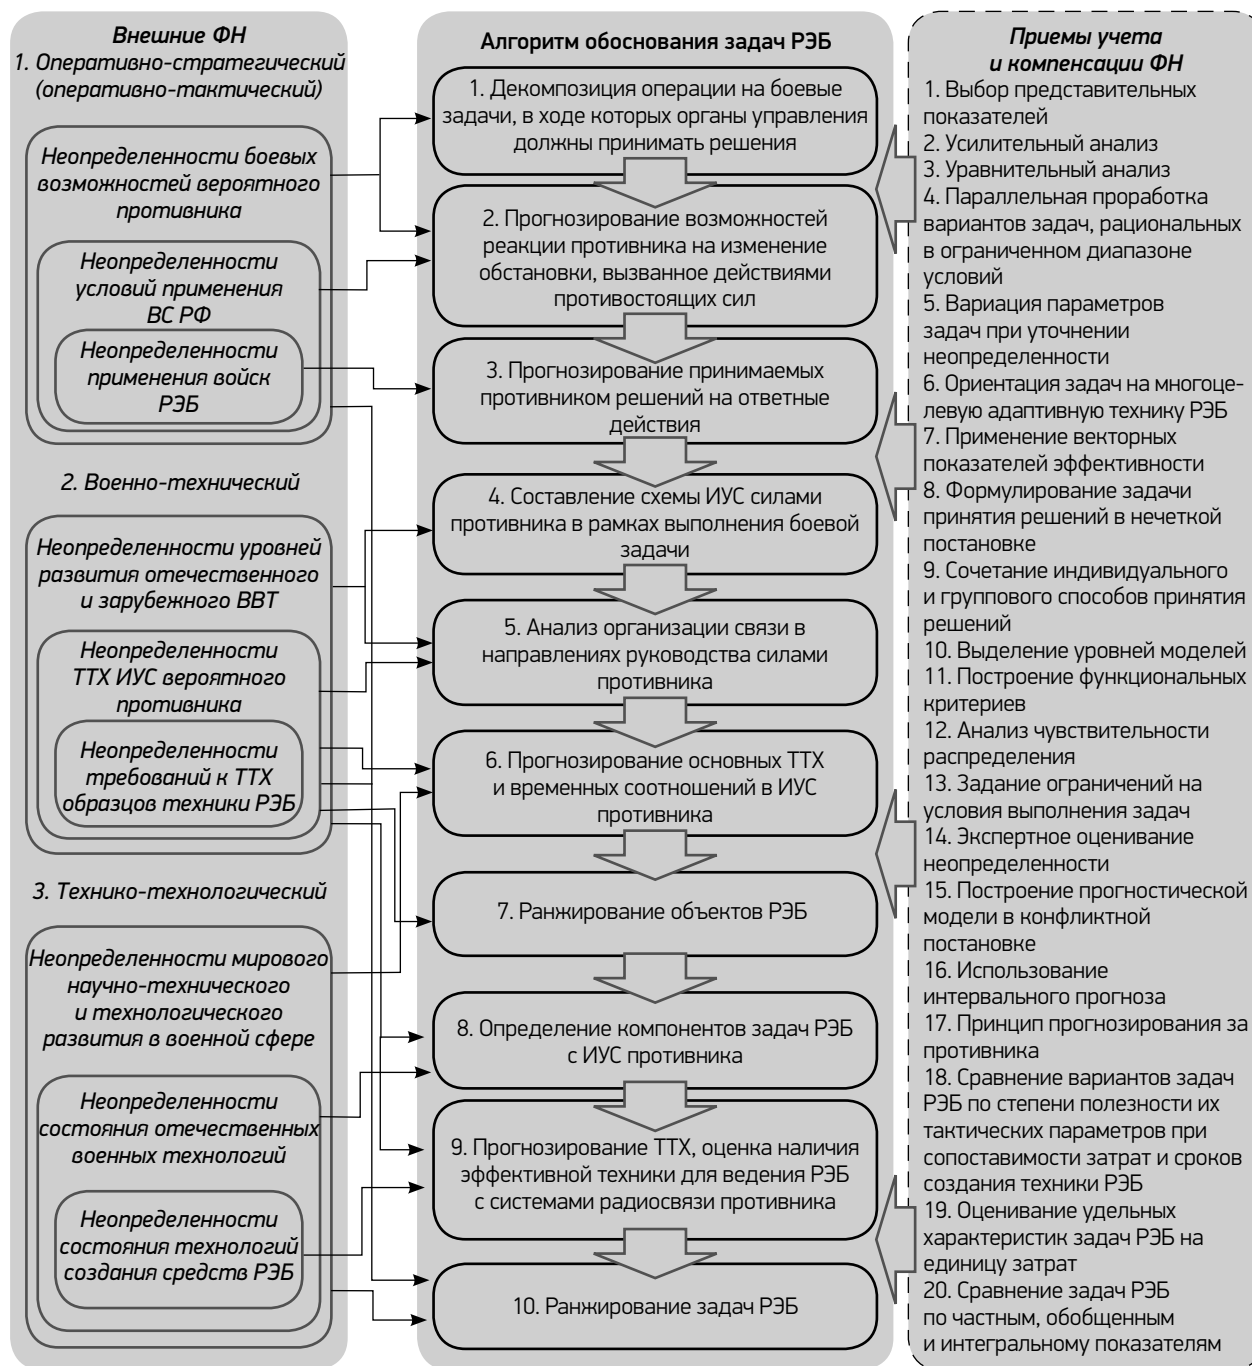 Внешние ФН
1. Оперативно-стратегический
(оперативно-тактический)
Неопределенности боевых
возможностей вероятного
противника
Неопределенности
условий применения
ВС РФ
Неопределенности
применения войск
РЭБ
2. Военно-технический
Неопределенности уровней
развития отечественного
и зарубежного ВВТ
Неопределенности
ТТХ ИУС вероятного
противника
Неопределенности
требований к ТТХ
образцов техники РЭБ
3. Технико-технологический
Неопределенности мирового
научно-технического
и технологического
развития в военной сфере
Неопределенности
состояния отечественных
военных технологий
Неопределенности
состояния технологий
создания средств РЭБ
Алгоритм обоснования задач РЭБ
1. Декомпозиция операции на боевые
задачи, в ходе которых органы управления
должны принимать решения
2. Прогнозирование возможностей
реакции противника на изменение
обстановки, вызванное действиями
противостоящих сил
3. Прогнозирование принимаемых
противником решений на ответные
действия
4. Составление схемы ИУС силами
противника в рамках выполнения боевой
задачи
5. Анализ организации связи в
направлениях руководства силами
противника
6. Прогнозирование основных ТТХ
и временных соотношений в ИУС
противника
7. Ранжирование объектов РЭБ
8. Определение компонентов задач РЭБ
с ИУС противника
9. Прогнозирование ТТХ, оценка наличия
эффективной техники для ведения РЭБ
с системами радиосвязи противника
10. Ранжирование задач РЭБ
Приемы учета
и компенсации ФН
1. Выбор представительных
показателей
2. Усилительный анализ
3. Уравнительный анализ
4. Параллельная проработка
вариантов задач, рациональных
в ограниченном диапазоне
условий
5. Вариация параметров
задач при уточнении
неопределенности
6. Ориентация задач на многоце-
левую адаптивную технику РЭБ
7. Применение векторных
показателей эффективности
8. Формулирование задачи
принятия решений в нечеткой
постановке
9. Сочетание индивидуального
и группового способов принятия
решений
10. Выделение уровней моделей
11. Построение функциональных
критериев
12. Анализ чувствительности
распределения
13. Задание ограничений на
условия выполнения задач
14. Экспертное оценивание
неопределенности
15. Построение прогностической
модели в конфликтной
постановке
16. Использование
интервального прогноза
17. Принцип прогнозирования за
противника
18. Сравнение вариантов задач
РЭБ по степени полезности их
тактических параметров при
сопоставимости затрат и сроков
создания техники РЭБ
19. Оценивание удельных
характеристик задач РЭБ на
единицу затрат
20. Сравнение задач РЭБ
по частным, обобщенным
и интегральному показателям